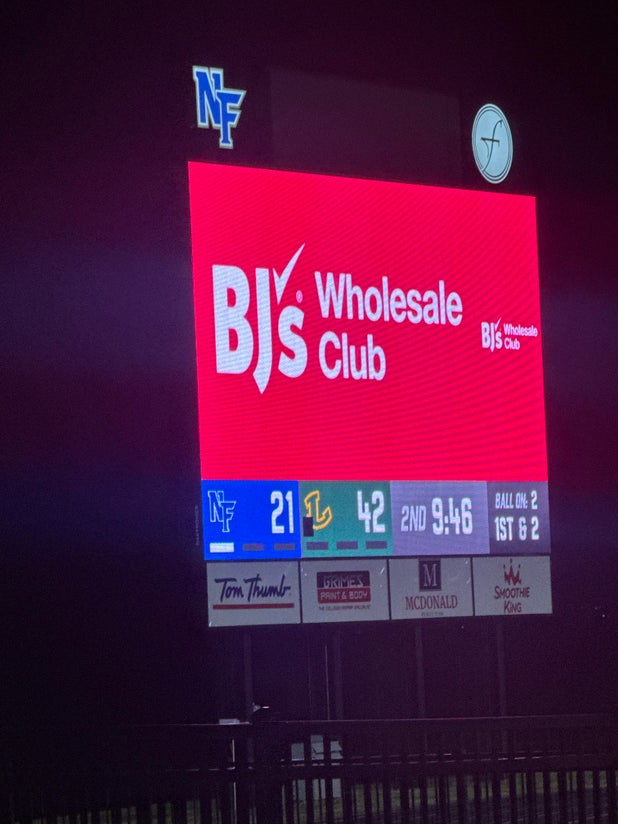 NF
f
BJ's ® Wholesale
Club
BJ's Wholesale
Club
NF 21 L 42 2ND 9:46 BALL ON: 2
1ST & 2
Tom Thumb
GRIMES
PAINT & BODY
M
MCDONALD
SMOOTHIE
KING